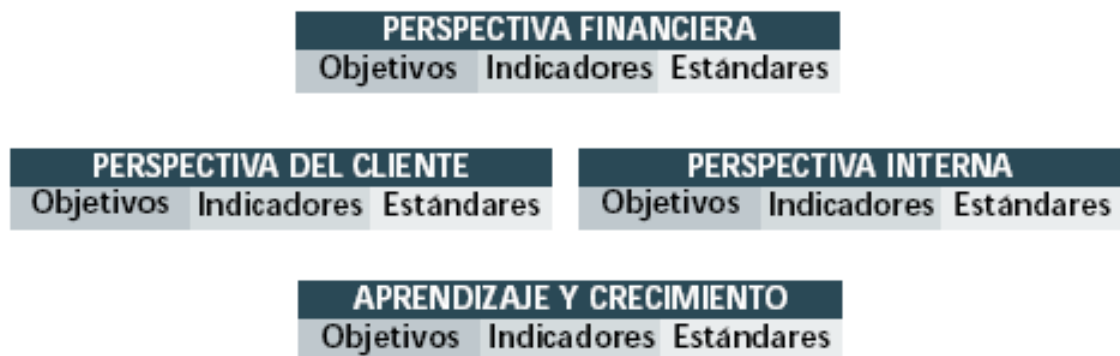 PERSPECTIVA FINANCIERA
Objetivos Indicadores Estándares
PERSPECTIVA DEL CLIENTE
Objetivos Indicadores Estándares
PERSPECTIVA INTERNA
Objetivos Indicadores Estándares
APRENDIZAJE Y CRECIMIENTO
Objetivos Indicadores Estándares